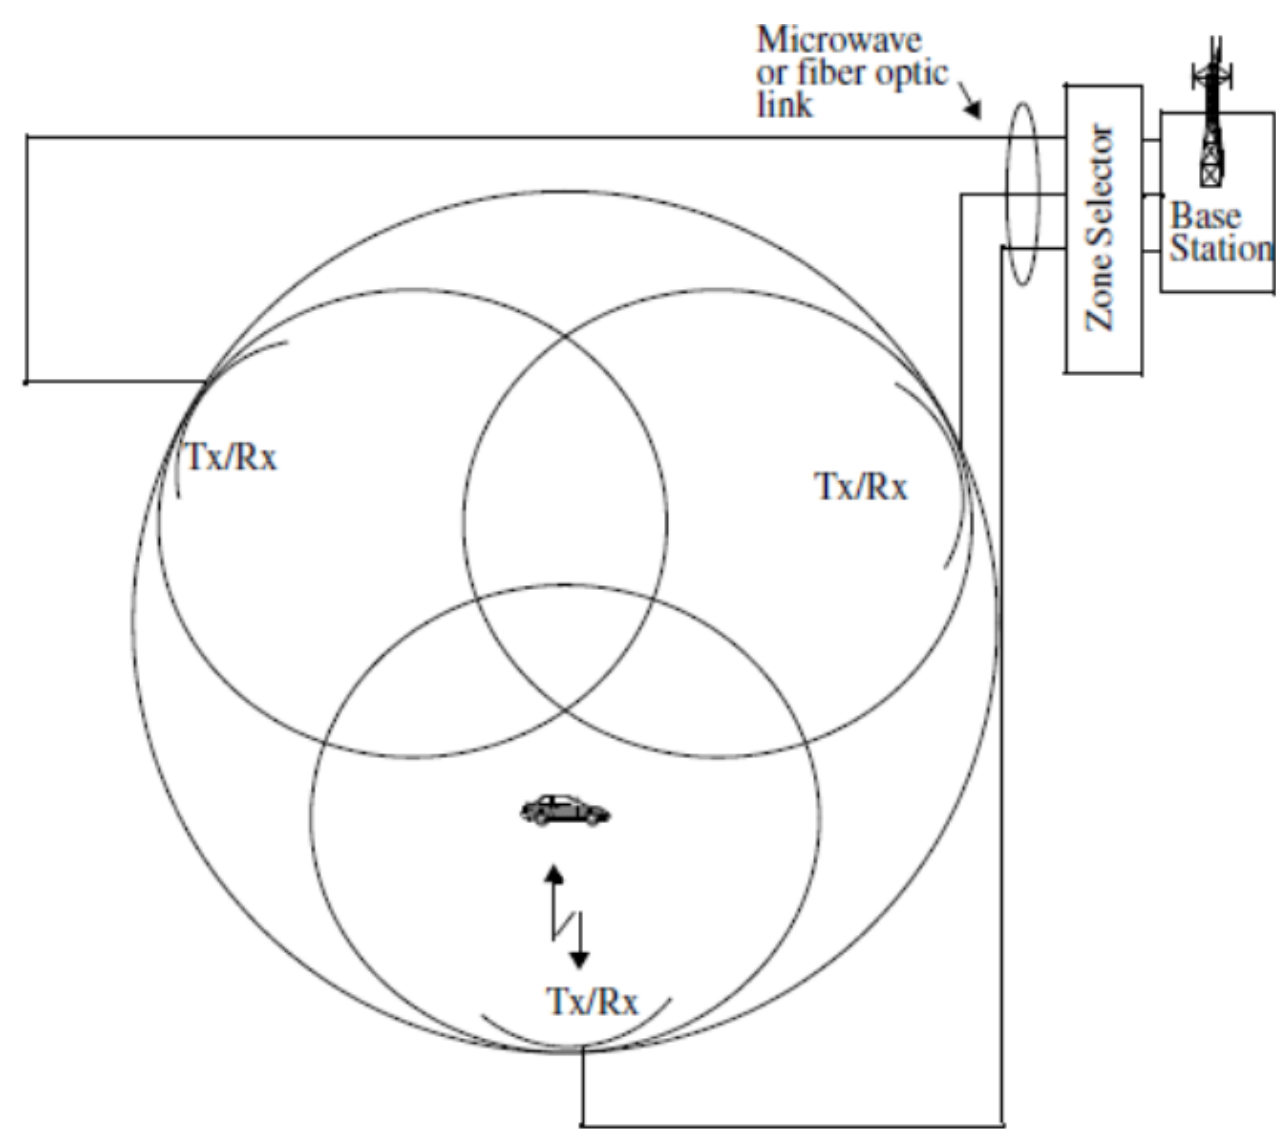 Microwave
or fiber optic
link
Zone Selector
Base
Station
Tx/Rx
Tx/Rx
Tx/Rx